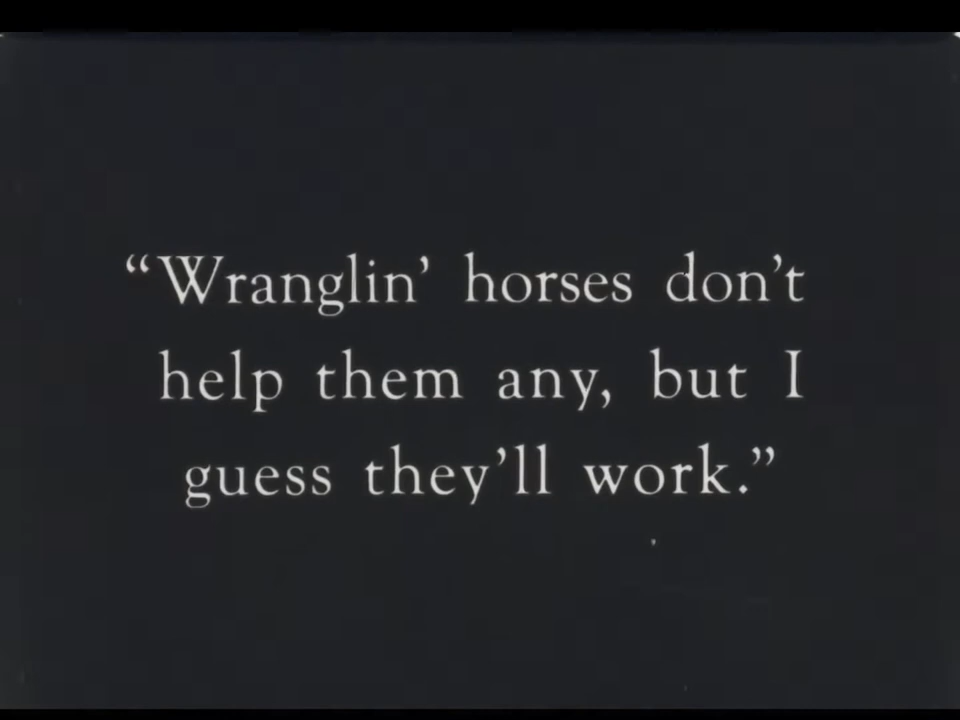 “Wranglin’ horses don’t
help them any, but I
guess they’ll work.”